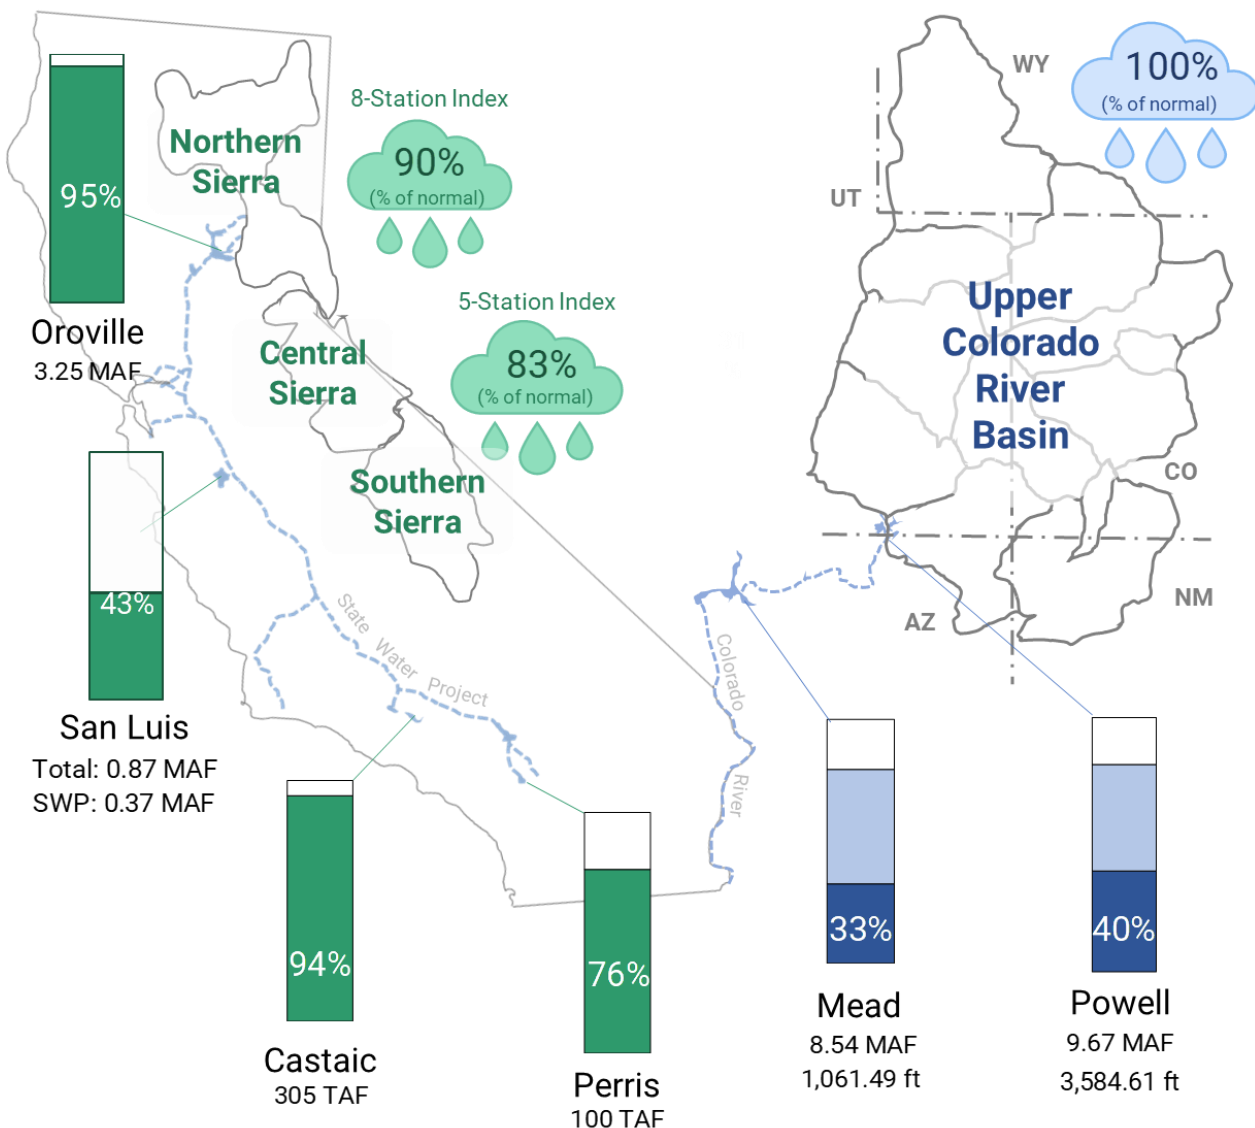 WY
100%
(% of normal)
8-Station Index
Northern
Sierra
90%
(% of normal)
95%
UT
5-Station Index
Upper
Colorado
River
Basin
Oroville
3.25 MAF
Central
Sierra
83%
(% of normal)
Southern
Sierra
CO
43%
State Water Project
NM
AZ
Colorado River
San Luis
Total: 0.87 MAF
SWP: 0.37 MAF
94%
76%
33%
40%
Castaic
305 TAF
Perris
100 TAF
Mead
8.54 MAF
1,061.49 ft
Powell
9.67 MAF
3,584.61 ft